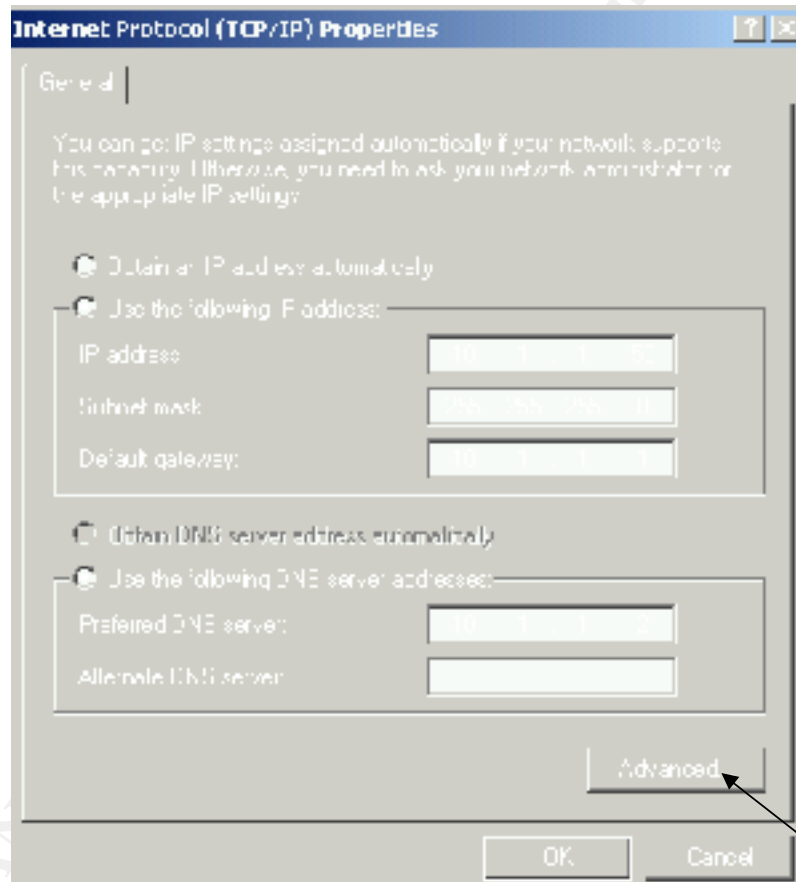 Internet Protocol (TCP/IP) Properties
General
You can get IP settings assigned automatically if your network supports
this capability. Otherwise, you need to ask your network administrator for
the appropriate IP settings.
Obtain an IP address automatically
Use the following IP address:
IP address:
10 . 1 . 1
Subnet mask:
255 . 255 . 255 . 0
Default gateway:
10 . 1 . 1 . 1
Obtain DNS server address automatically
Use the following DNS server addresses:
Preferred DNS server:
10 . 1 . 1 . 2
Alternate DNS server:
Advanced...
OK
Cancel